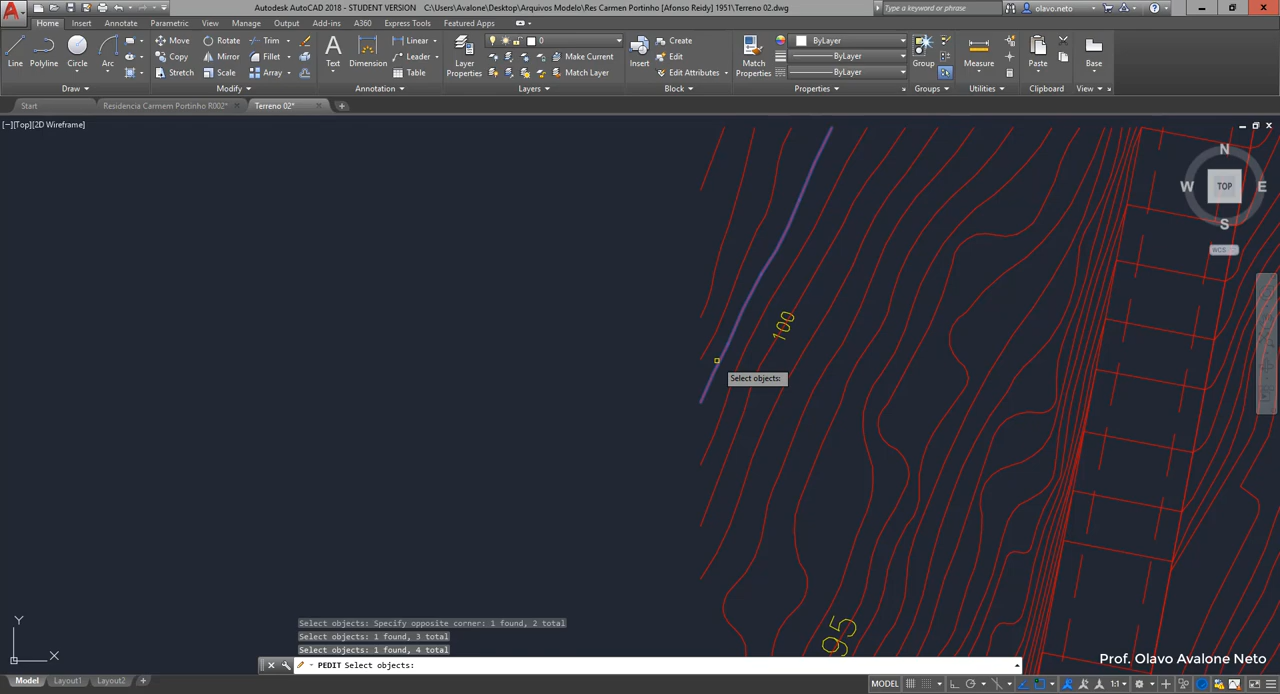 Autodesk AutoCAD 2018 - STUDENT VERSION C:\Users\Avalone\Desktop\Arquivos Modelo\Res Carmen Portinho [Afonso Reidy] 1951\Terreno 02.dwg
Type a keyword or phrase
olavo.neto
Home Insert Annotate Parametric View Manage Output Add-ins A360 Express Tools Featured Apps
Line Polyline Circle Arc
Move Rotate Trim
Copy Mirror Fillet
Stretch Scale Array
Text Dimension
Linear
Leader
Table
Layer Properties
0
Make Current
Match Layer
Insert
Create
Edit
Edit Attributes
Match Properties
ByLayer
ByLayer
ByLayer
Group
Measure
Paste
Base
Draw Modify Annotation Layers Block Properties Groups Utilities Clipboard View
Start Residencia Carmem Portinho R002* Terreno 02*
[−][Top][2D Wireframe]
N
W TOP E
S
WCS
100
Select objects:
95
Y
X
Select objects: Specify opposite corner: 1 found, 2 total
Select objects: 1 found, 3 total
Select objects: 1 found, 4 total
PEDIT Select objects:
Prof. Olavo Avalone Neto
Model Layout1 Layout2
MODEL 1:1